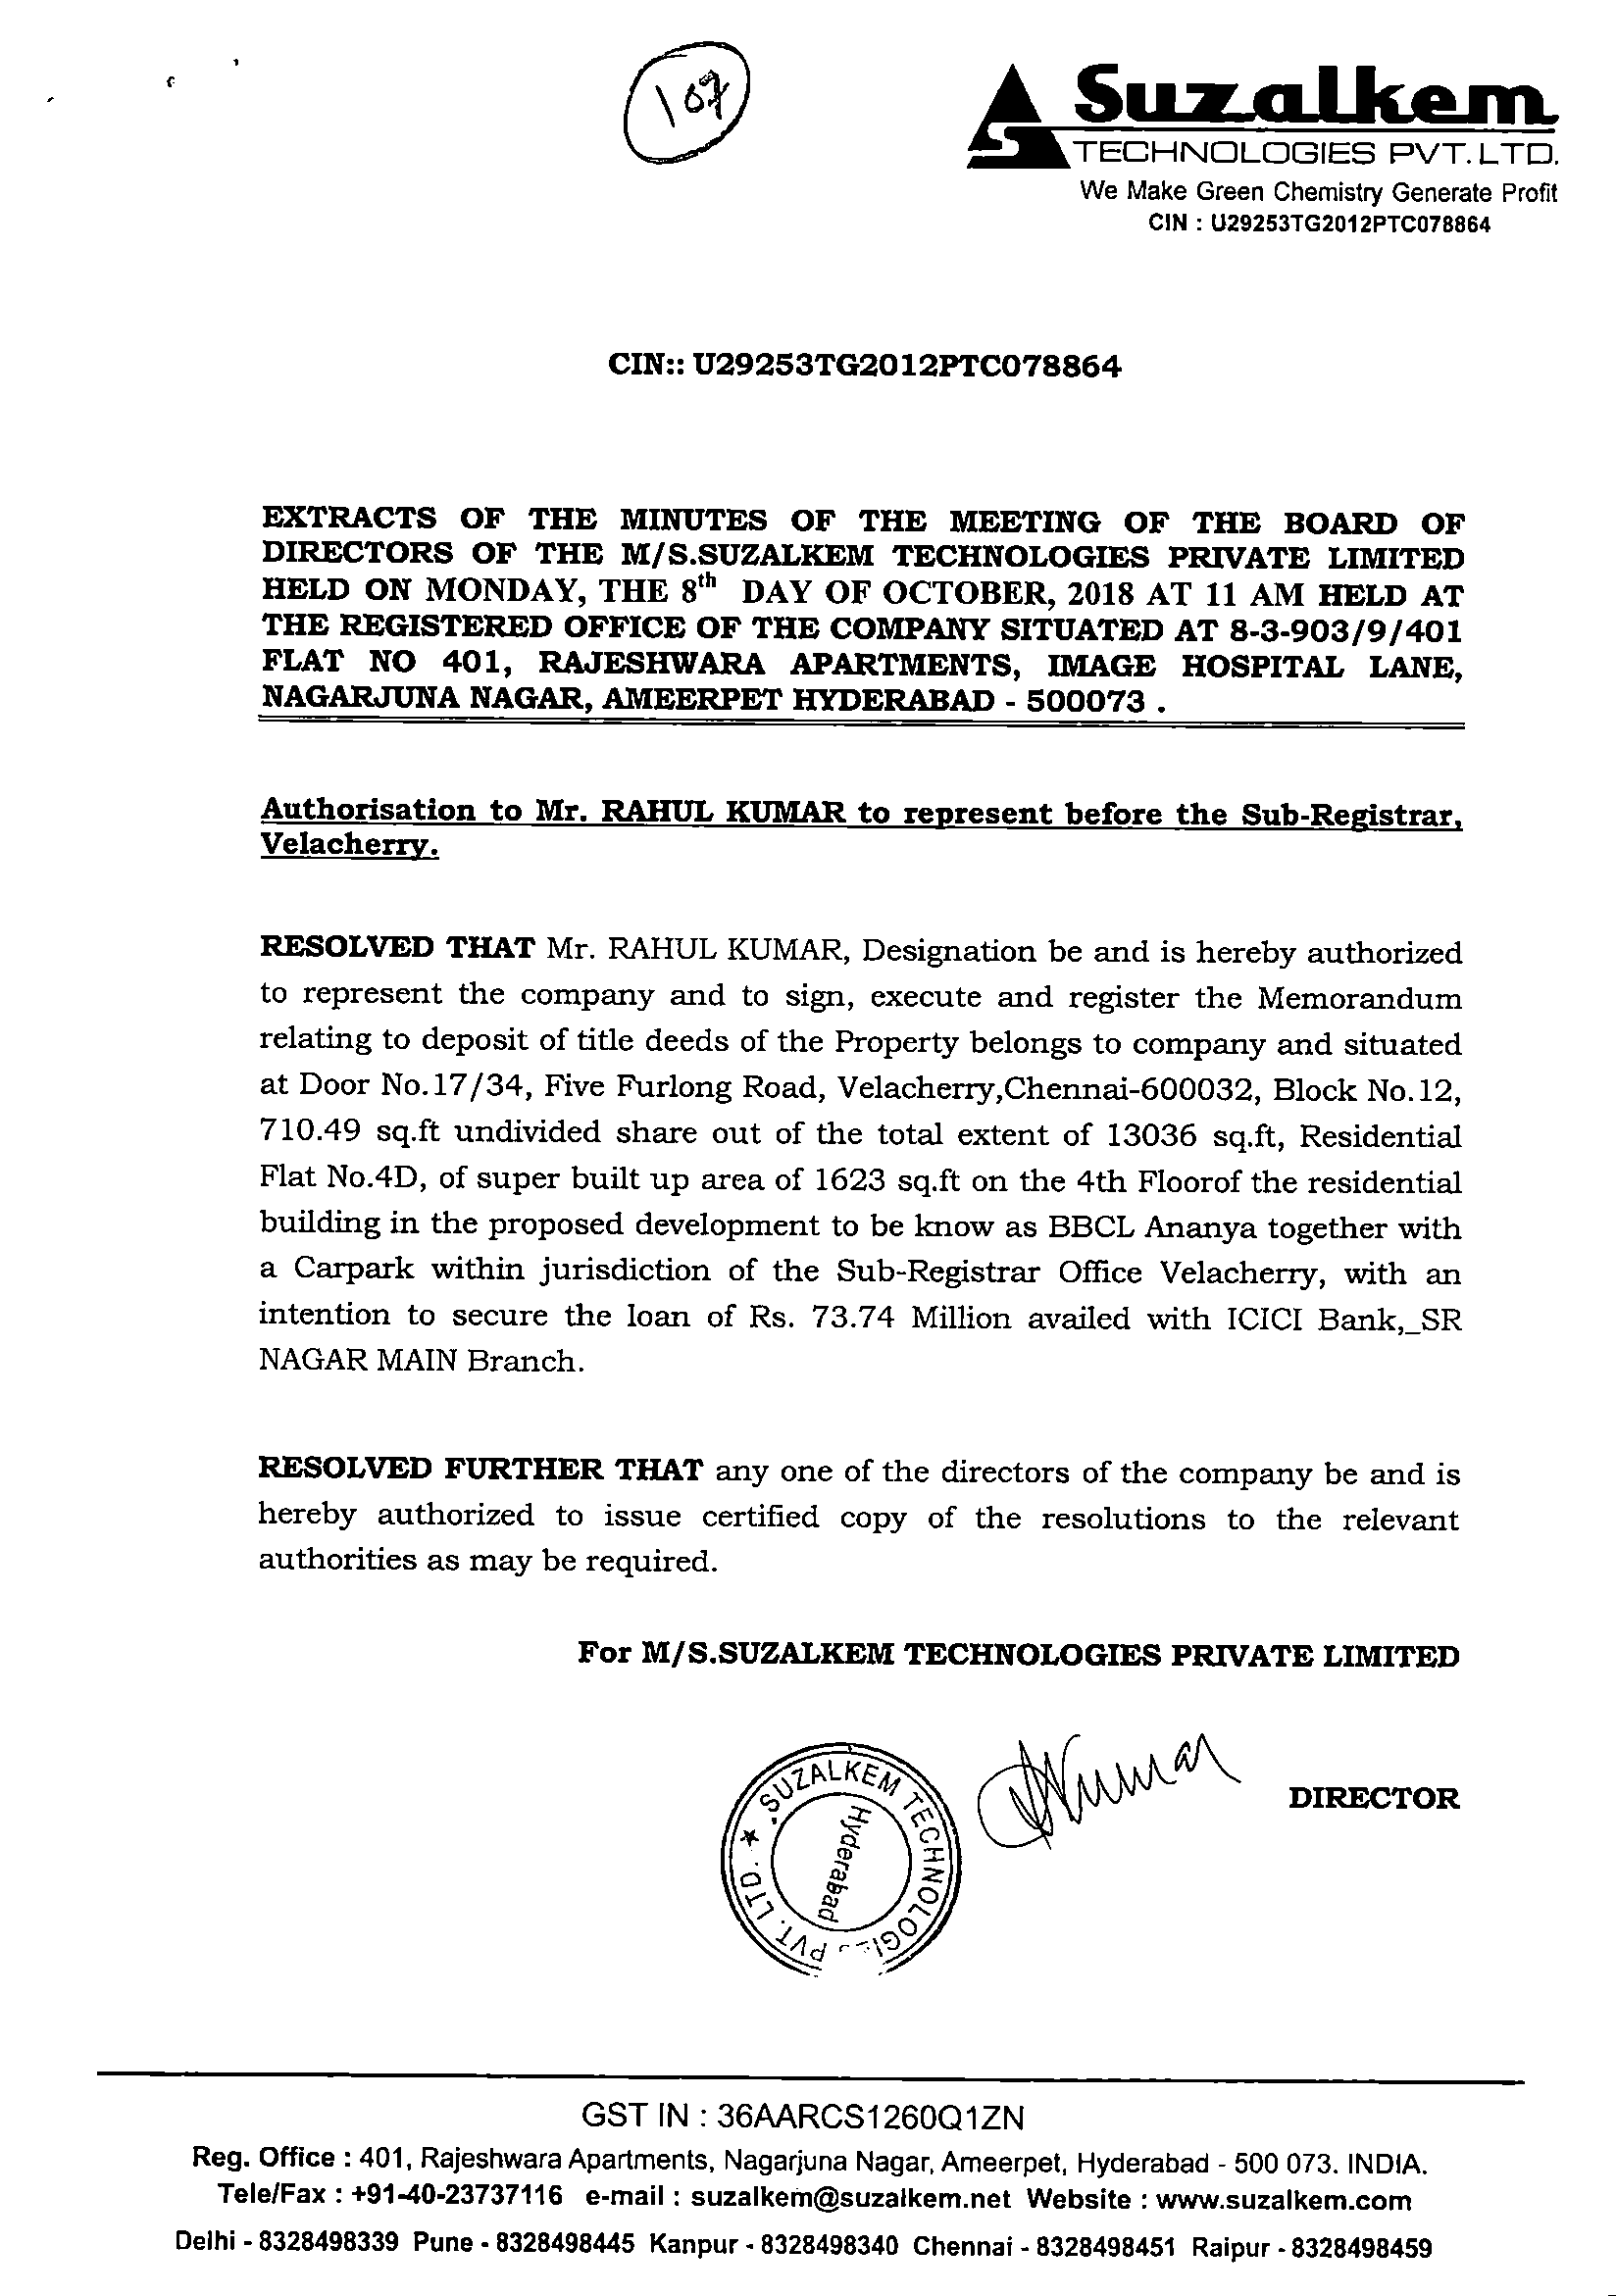 107
Suzalkem
TECHNOLOGIES PVT. LTD.
We Make Green Chemistry Generate Profit
CIN : U29253TG2012PTC078864
CIN:: U29253TG2012PTC078864
EXTRACTS OF THE MINUTES OF THE MEETING OF THE BOARD OF
DIRECTORS OF THE M/S.SUZALKEM TECHNOLOGIES PRIVATE LIMITED
HELD ON MONDAY, THE 8th DAY OF OCTOBER, 2018 AT 11 AM HELD AT
THE REGISTERED OFFICE OF THE COMPANY SITUATED AT 8-3-903/9/401
FLAT NO 401, RAJESHWARA APARTMENTS, IMAGE HOSPITAL LANE,
NAGARJUNA NAGAR, AMEERPET HYDERABAD - 500073 .
Authorisation to Mr. RAHUL KUMAR to represent before the Sub-Registrar,
Velacherry.
RESOLVED THAT Mr. RAHUL KUMAR, Designation be and is hereby authorized
to represent the company and to sign, execute and register the Memorandum
relating to deposit of title deeds of the Property belongs to company and situated
at Door No.17/34, Five Furlong Road, Velacherry,Chennai-600032, Block No.12,
710.49 sq.ft undivided share out of the total extent of 13036 sq.ft, Residential
Flat No.4D, of super built up area of 1623 sq.ft on the 4th Floorof the residential
building in the proposed development to be know as BBCL Ananya together with
a Carpark within jurisdiction of the Sub-Registrar Office Velacherry, with an
intention to secure the loan of Rs. 73.74 Million availed with ICICI Bank,_SR
NAGAR MAIN Branch.
RESOLVED FURTHER THAT any one of the directors of the company be and is
hereby authorized to issue certified copy of the resolutions to the relevant
authorities as may be required.
For M/S.SUZALKEM TECHNOLOGIES PRIVATE LIMITED
SUZALKEM TECHNOLOGIES PVT. LTD. ★
Hyderabad
Kumar
DIRECTOR
GST IN : 36AARCS1260Q1ZN
Reg. Office : 401, Rajeshwara Apartments, Nagarjuna Nagar, Ameerpet, Hyderabad - 500 073. INDIA.
Tele/Fax : +91-40-23737116 e-mail : suzalkem@suzalkem.net Website : www.suzalkem.com
Delhi - 8328498339 Pune - 8328498445 Kanpur - 8328498340 Chennai - 8328498451 Raipur - 8328498459